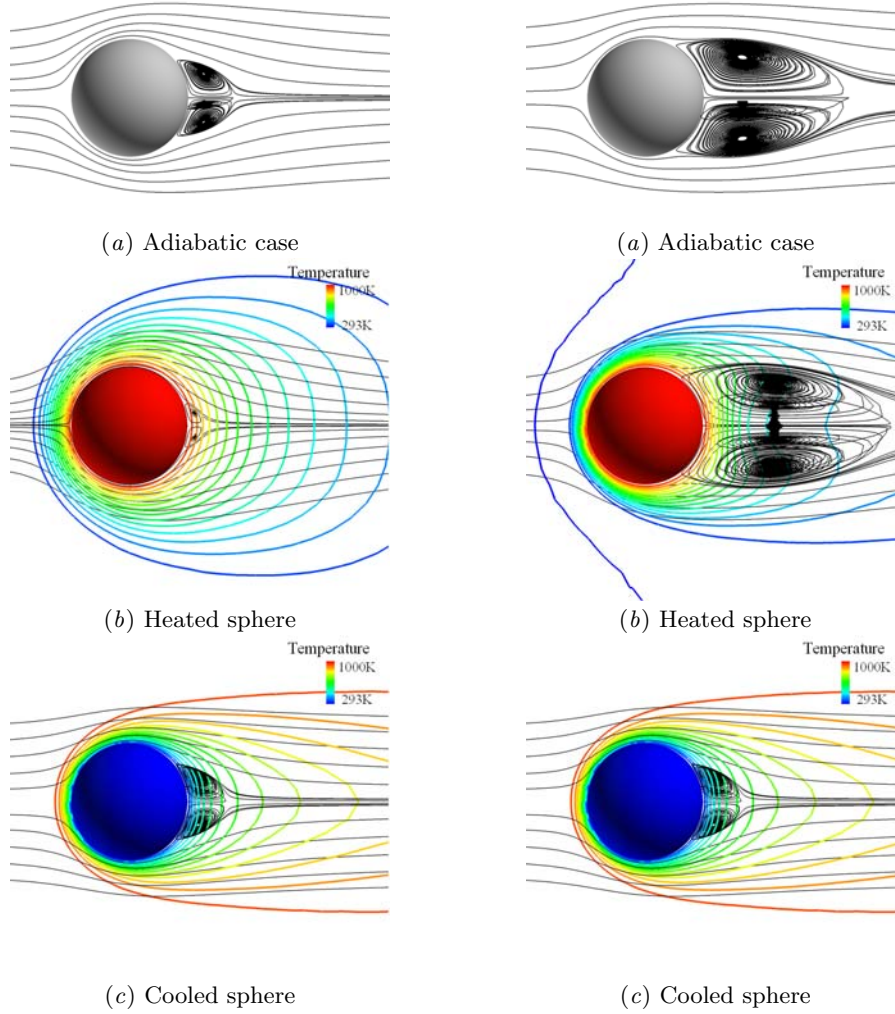 (a) Adiabatic case
(a) Adiabatic case
Temperature
1000K
293K
Temperature
1000K
293K
(b) Heated sphere
(b) Heated sphere
Temperature
1000K
293K
Temperature
1000K
293K
(c) Cooled sphere
(c) Cooled sphere